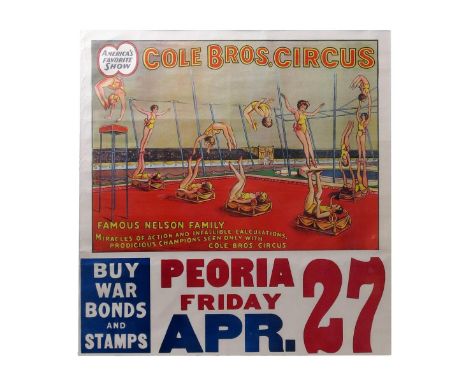 AMERICA'S
FAVORITE
SHOW
COLE BROS. CIRCUS
FAMOUS NELSON FAMILY
MIRACLES OF ACTION AND INFALLIBLE CALCULATIONS
PRODIGIOUS CHAMPIONS SEEN ONLY WITH
COLE BROS. CIRCUS
BUY
WAR
BONDS
AND
STAMPS
PEORIA
FRIDAY
APR. 27